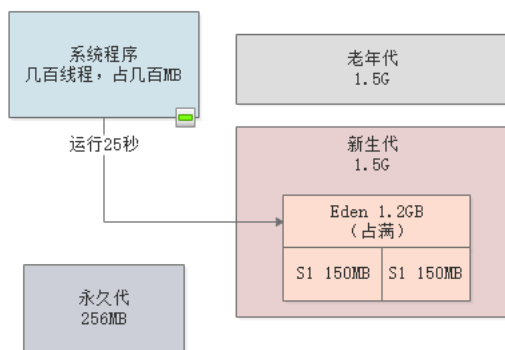 系统程序
几百线程，占几百MB
运行25秒
老年代
1.5G
新生代
1.5G
Eden 1.2GB
（占满）
S1 150MB
S1 150MB
永久代
256MB